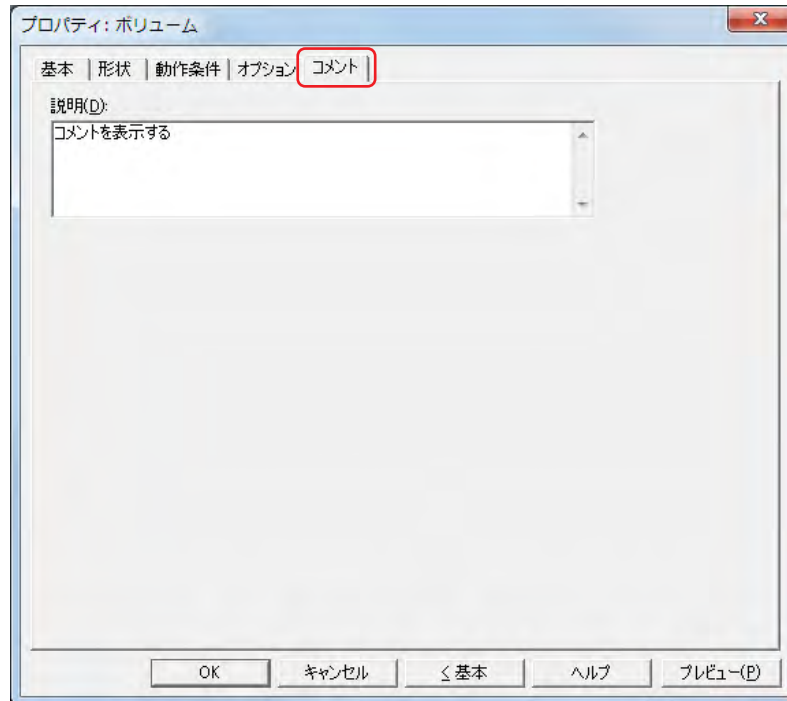 プロパティ: ボリューム
基本 形状 動作条件 オプション コメント
説明(D):
コメントを表示する
OK キャンセル <基本 ヘルプ プレビュー(P)